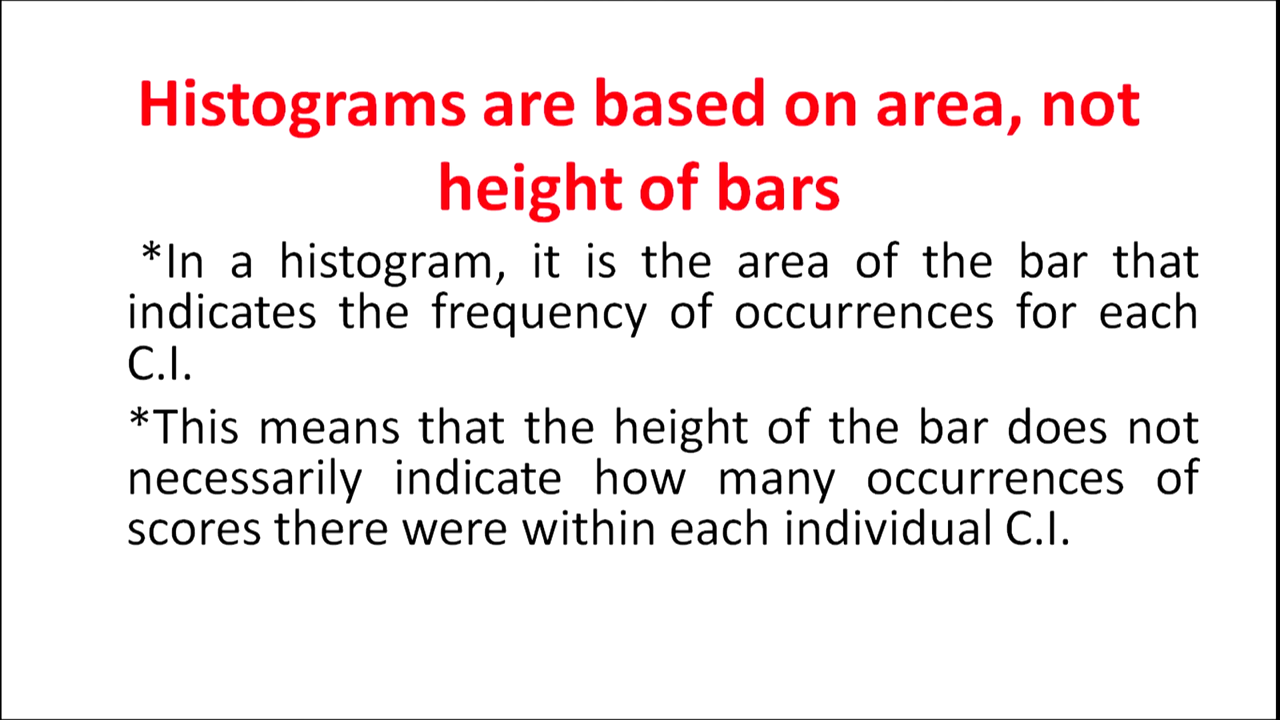 Histograms are based on area, not
height of bars
*In a histogram, it is the area of the bar that
indicates the frequency of occurrences for each
C.I.
*This means that the height of the bar does not
necessarily indicate how many occurrences of
scores there were within each individual C.I.